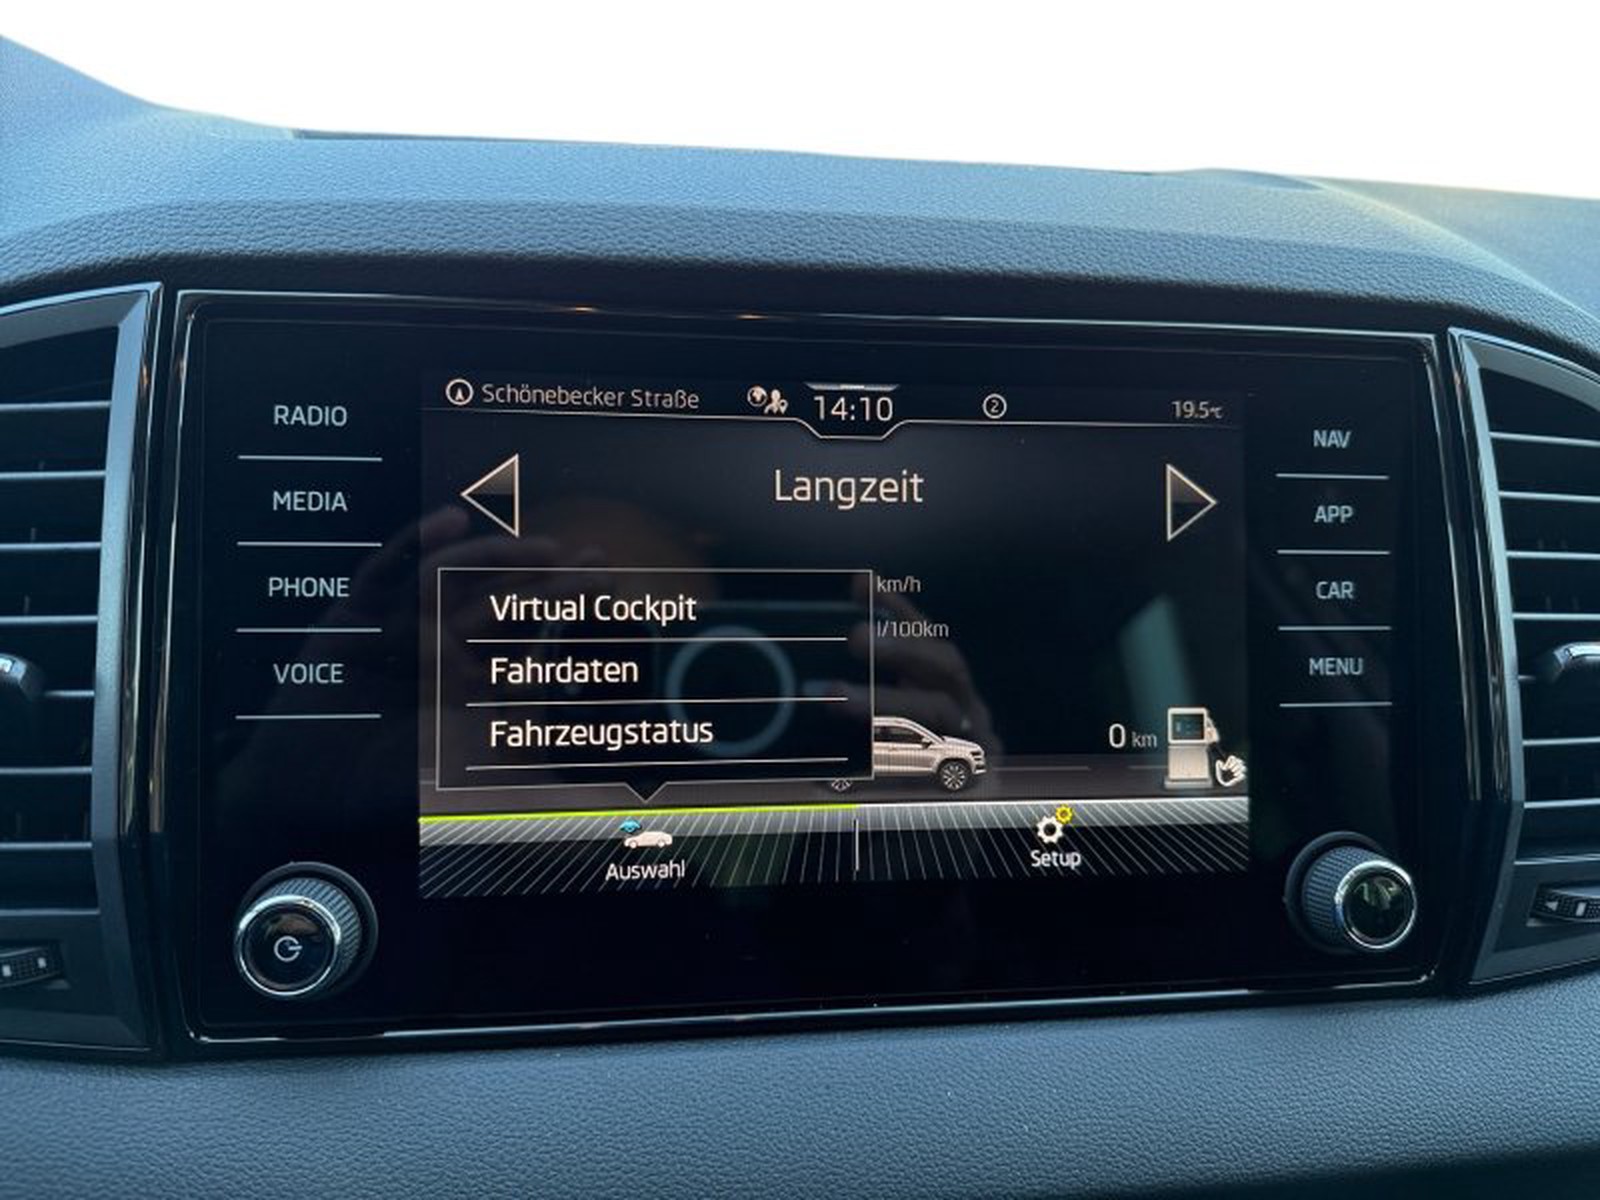 RADIO
MEDIA
PHONE
VOICE
Schönebecker Straße
14:10
2
19.5°C
Langzeit
km/h
l/100km
Virtual Cockpit
Fahrdaten
Fahrzeugstatus
0 km
Auswahl
Setup
NAV
APP
CAR
MENU